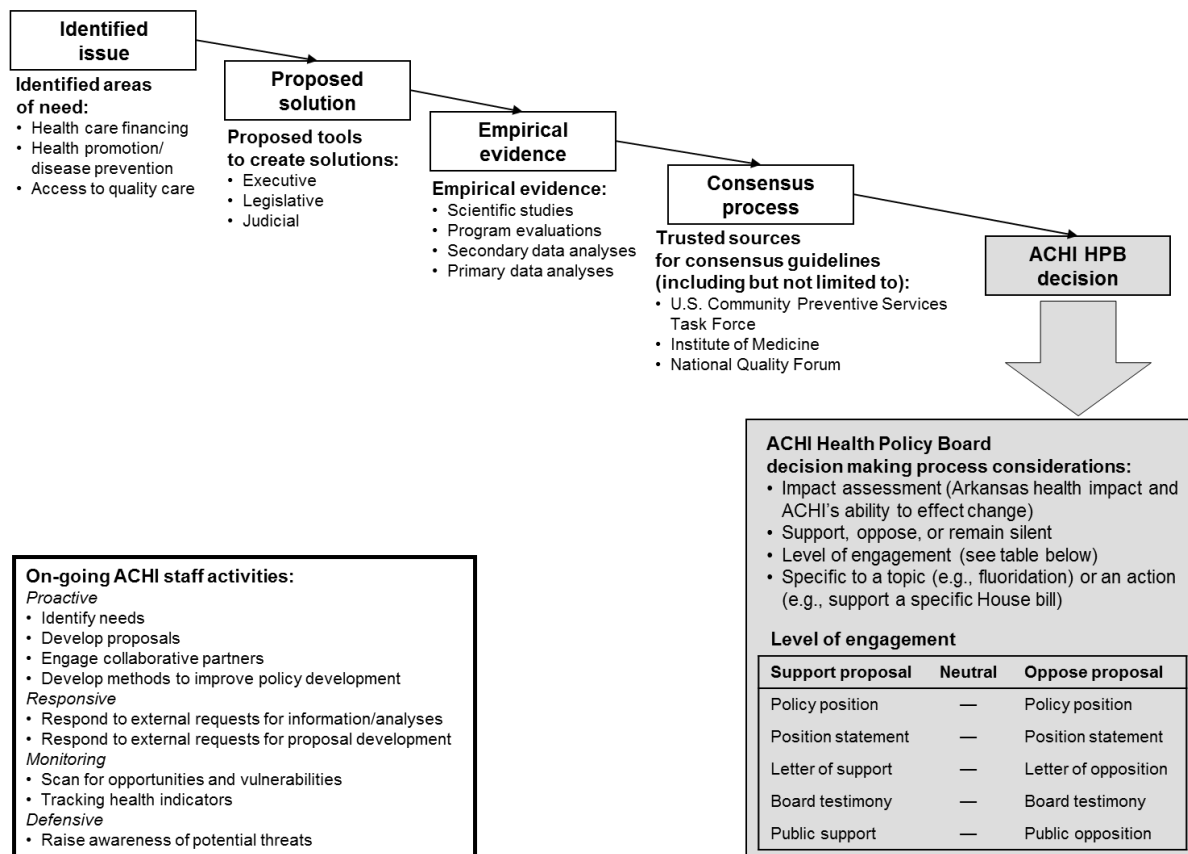 Identified
issue
Identified areas
of need:
• Health care financing
• Health promotion/
disease prevention
• Access to quality care
Proposed
solution
Proposed tools
to create solutions:
• Executive
• Legislative
• Judicial
Empirical
evidence
Empirical evidence:
• Scientific studies
• Program evaluations
• Secondary data analyses
• Primary data analyses
Consensus
process
Trusted sources
for consensus guidelines
(including but not limited to):
• U.S. Community Preventive Services
Task Force
• Institute of Medicine
• National Quality Forum
ACHI HPB
decision
ACHI Health Policy Board
decision making process considerations:
• Impact assessment (Arkansas health impact and
ACHI's ability to effect change)
• Support, oppose, or remain silent
• Level of engagement (see table below)
• Specific to a topic (e.g., fluoridation) or an action
(e.g., support a specific House bill)
Level of engagement
Support proposal Neutral Oppose proposal
Policy position — Policy position
Position statement — Position statement
Letter of support — Letter of opposition
Board testimony — Board testimony
Public support — Public opposition
On-going ACHI staff activities:
Proactive
• Identify needs
• Develop proposals
• Engage collaborative partners
• Develop methods to improve policy development
Responsive
• Respond to external requests for information/analyses
• Respond to external requests for proposal development
Monitoring
• Scan for opportunities and vulnerabilities
• Tracking health indicators
Defensive
• Raise awareness of potential threats